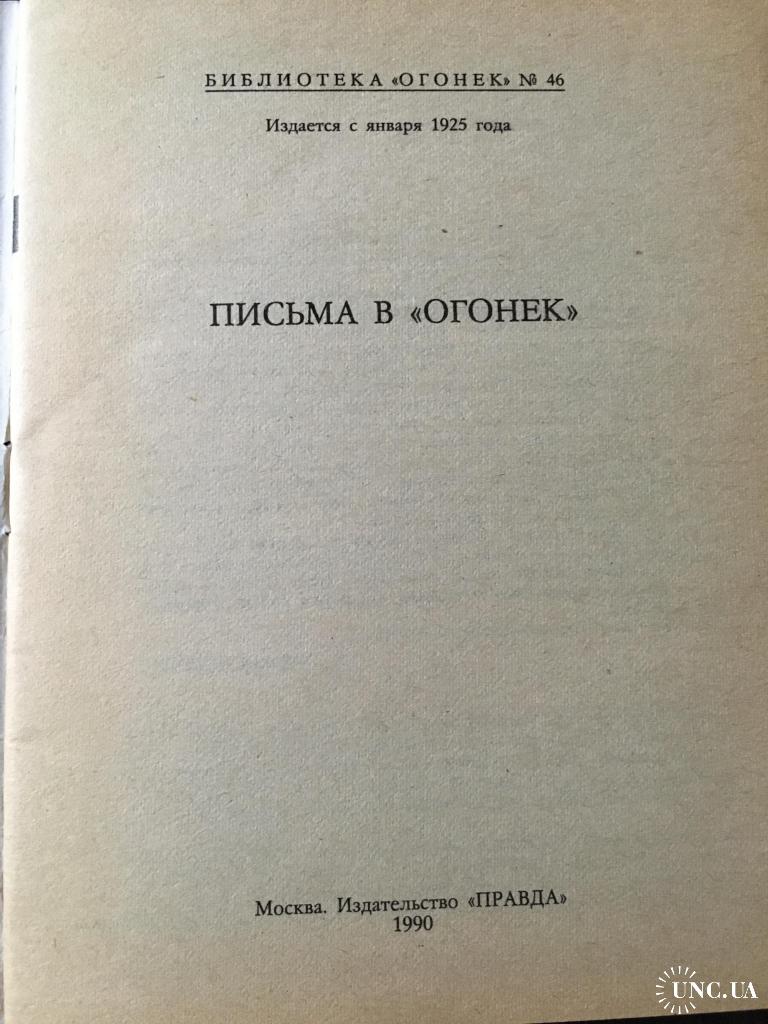 БИБЛИОТЕКА «ОГОНЕК» № 46
Издается с января 1925 года
ПИСЬМА В «ОГОНЕК»
Москва. Издательство «ПРАВДА»
1990
UNC.UA